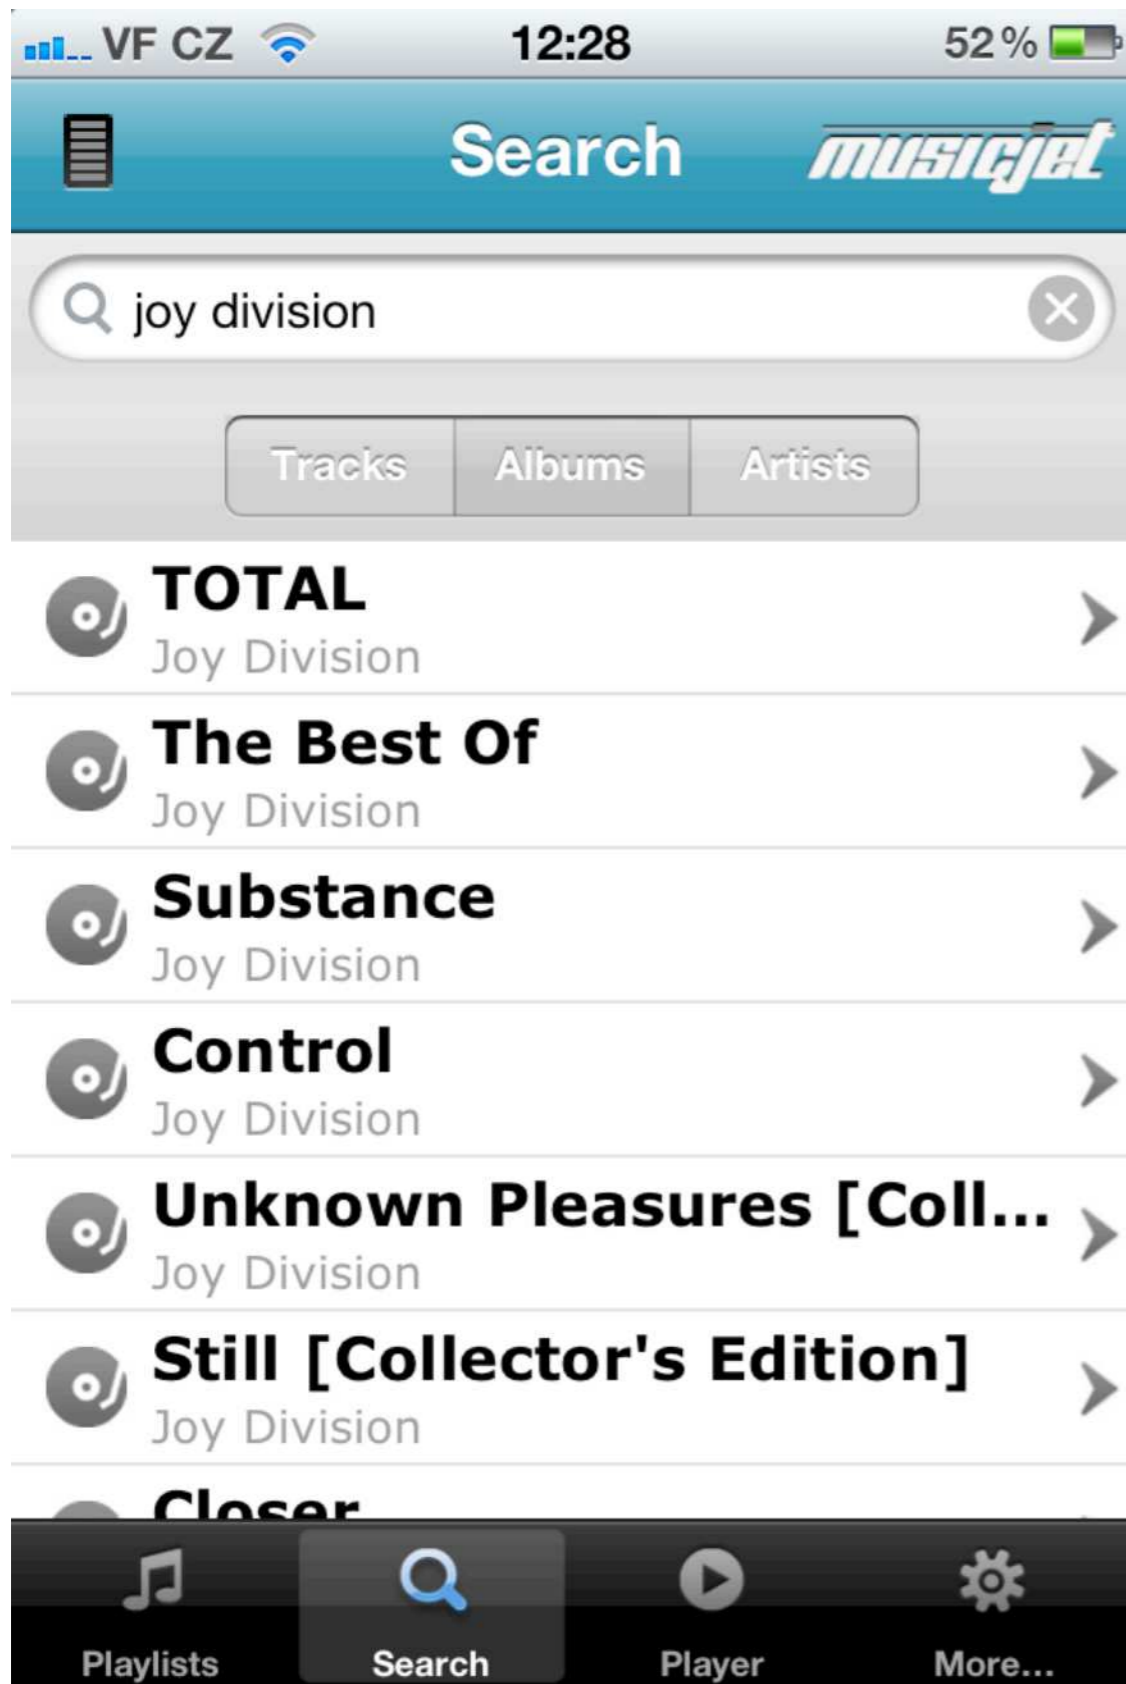 VF CZ 12:28 52%
Search musicjet
joy division
Tracks Albums Artists
TOTAL
Joy Division
The Best Of
Joy Division
Substance
Joy Division
Control
Joy Division
Unknown Pleasures [Coll...
Joy Division
Still [Collector's Edition]
Joy Division
Closer
Playlists Search Player More...